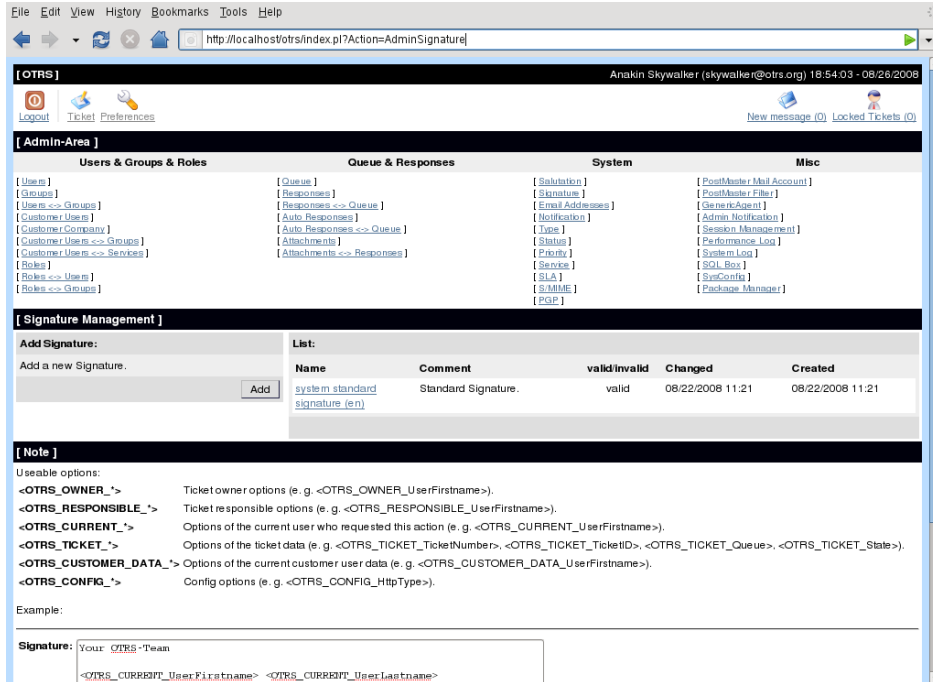 File Edit View History Bookmarks Tools Help
http://localhost/otrs/index.pl?Action=AdminSignature
[ OTRS ] Anakin Skywalker (skywalker@otrs.org) 18:54:03 - 08/26/2008
Logout Ticket Preferences New message (0) Locked Tickets (0)
[ Admin-Area ]
Users & Groups & Roles Queue & Responses System Misc
[ Users ] [ Queue ] [ Salutation ] [ PostMaster Mail Account ]
[ Groups ] [ Responses ] [ Signature ] [ PostMaster Filter ]
[ Users <-> Groups ] [ Responses <-> Queue ] [ Email Addresses ] [ GenericAgent ]
[ Customer Users ] [ Auto Responses ] [ Notification ] [ Admin Notification ]
[ Customer Company ] [ Auto Responses <-> Queue ] [ Type ] [ Session Management ]
[ Customer Users <-> Groups ] [ Attachments ] [ Status ] [ Performance Log ]
[ Customer Users <-> Services ] [ Attachments <-> Responses ] [ Priority ] [ System Log ]
[ Roles ] [ Service ] [ SQL Box ]
[ Roles <-> Users ] [ SLA ] [ SysConfig ]
[ Roles <-> Groups ] [ S/MIME ] [ Package Manager ]
[ PGP ]
[ Signature Management ]
Add Signature: List:
Add a new Signature. Name Comment valid/invalid Changed Created
Add system standard Standard Signature. valid 08/22/2008 11:21 08/22/2008 11:21
signature (en)
[ Note ]
Useable options:
<OTRS_OWNER_*> Ticket owner options (e. g. <OTRS_OWNER_UserFirstname>).
<OTRS_RESPONSIBLE_*> Ticket responsible options (e. g. <OTRS_RESPONSIBLE_UserFirstname>).
<OTRS_CURRENT_*> Options of the current user who requested this action (e. g. <OTRS_CURRENT_UserFirstname>).
<OTRS_TICKET_*> Options of the ticket data (e. g. <OTRS_TICKET_TicketNumber>, <OTRS_TICKET_TicketID>, <OTRS_TICKET_Queue>, <OTRS_TICKET_State>).
<OTRS_CUSTOMER_DATA_*> Options of the current customer user data (e. g. <OTRS_CUSTOMER_DATA_UserFirstname>).
<OTRS_CONFIG_*> Config options (e. g. <OTRS_CONFIG_HttpType>).
Example:
Signature: Your OTRS-Team
<OTRS_CURRENT_UserFirstname> <OTRS_CURRENT_UserLastname>